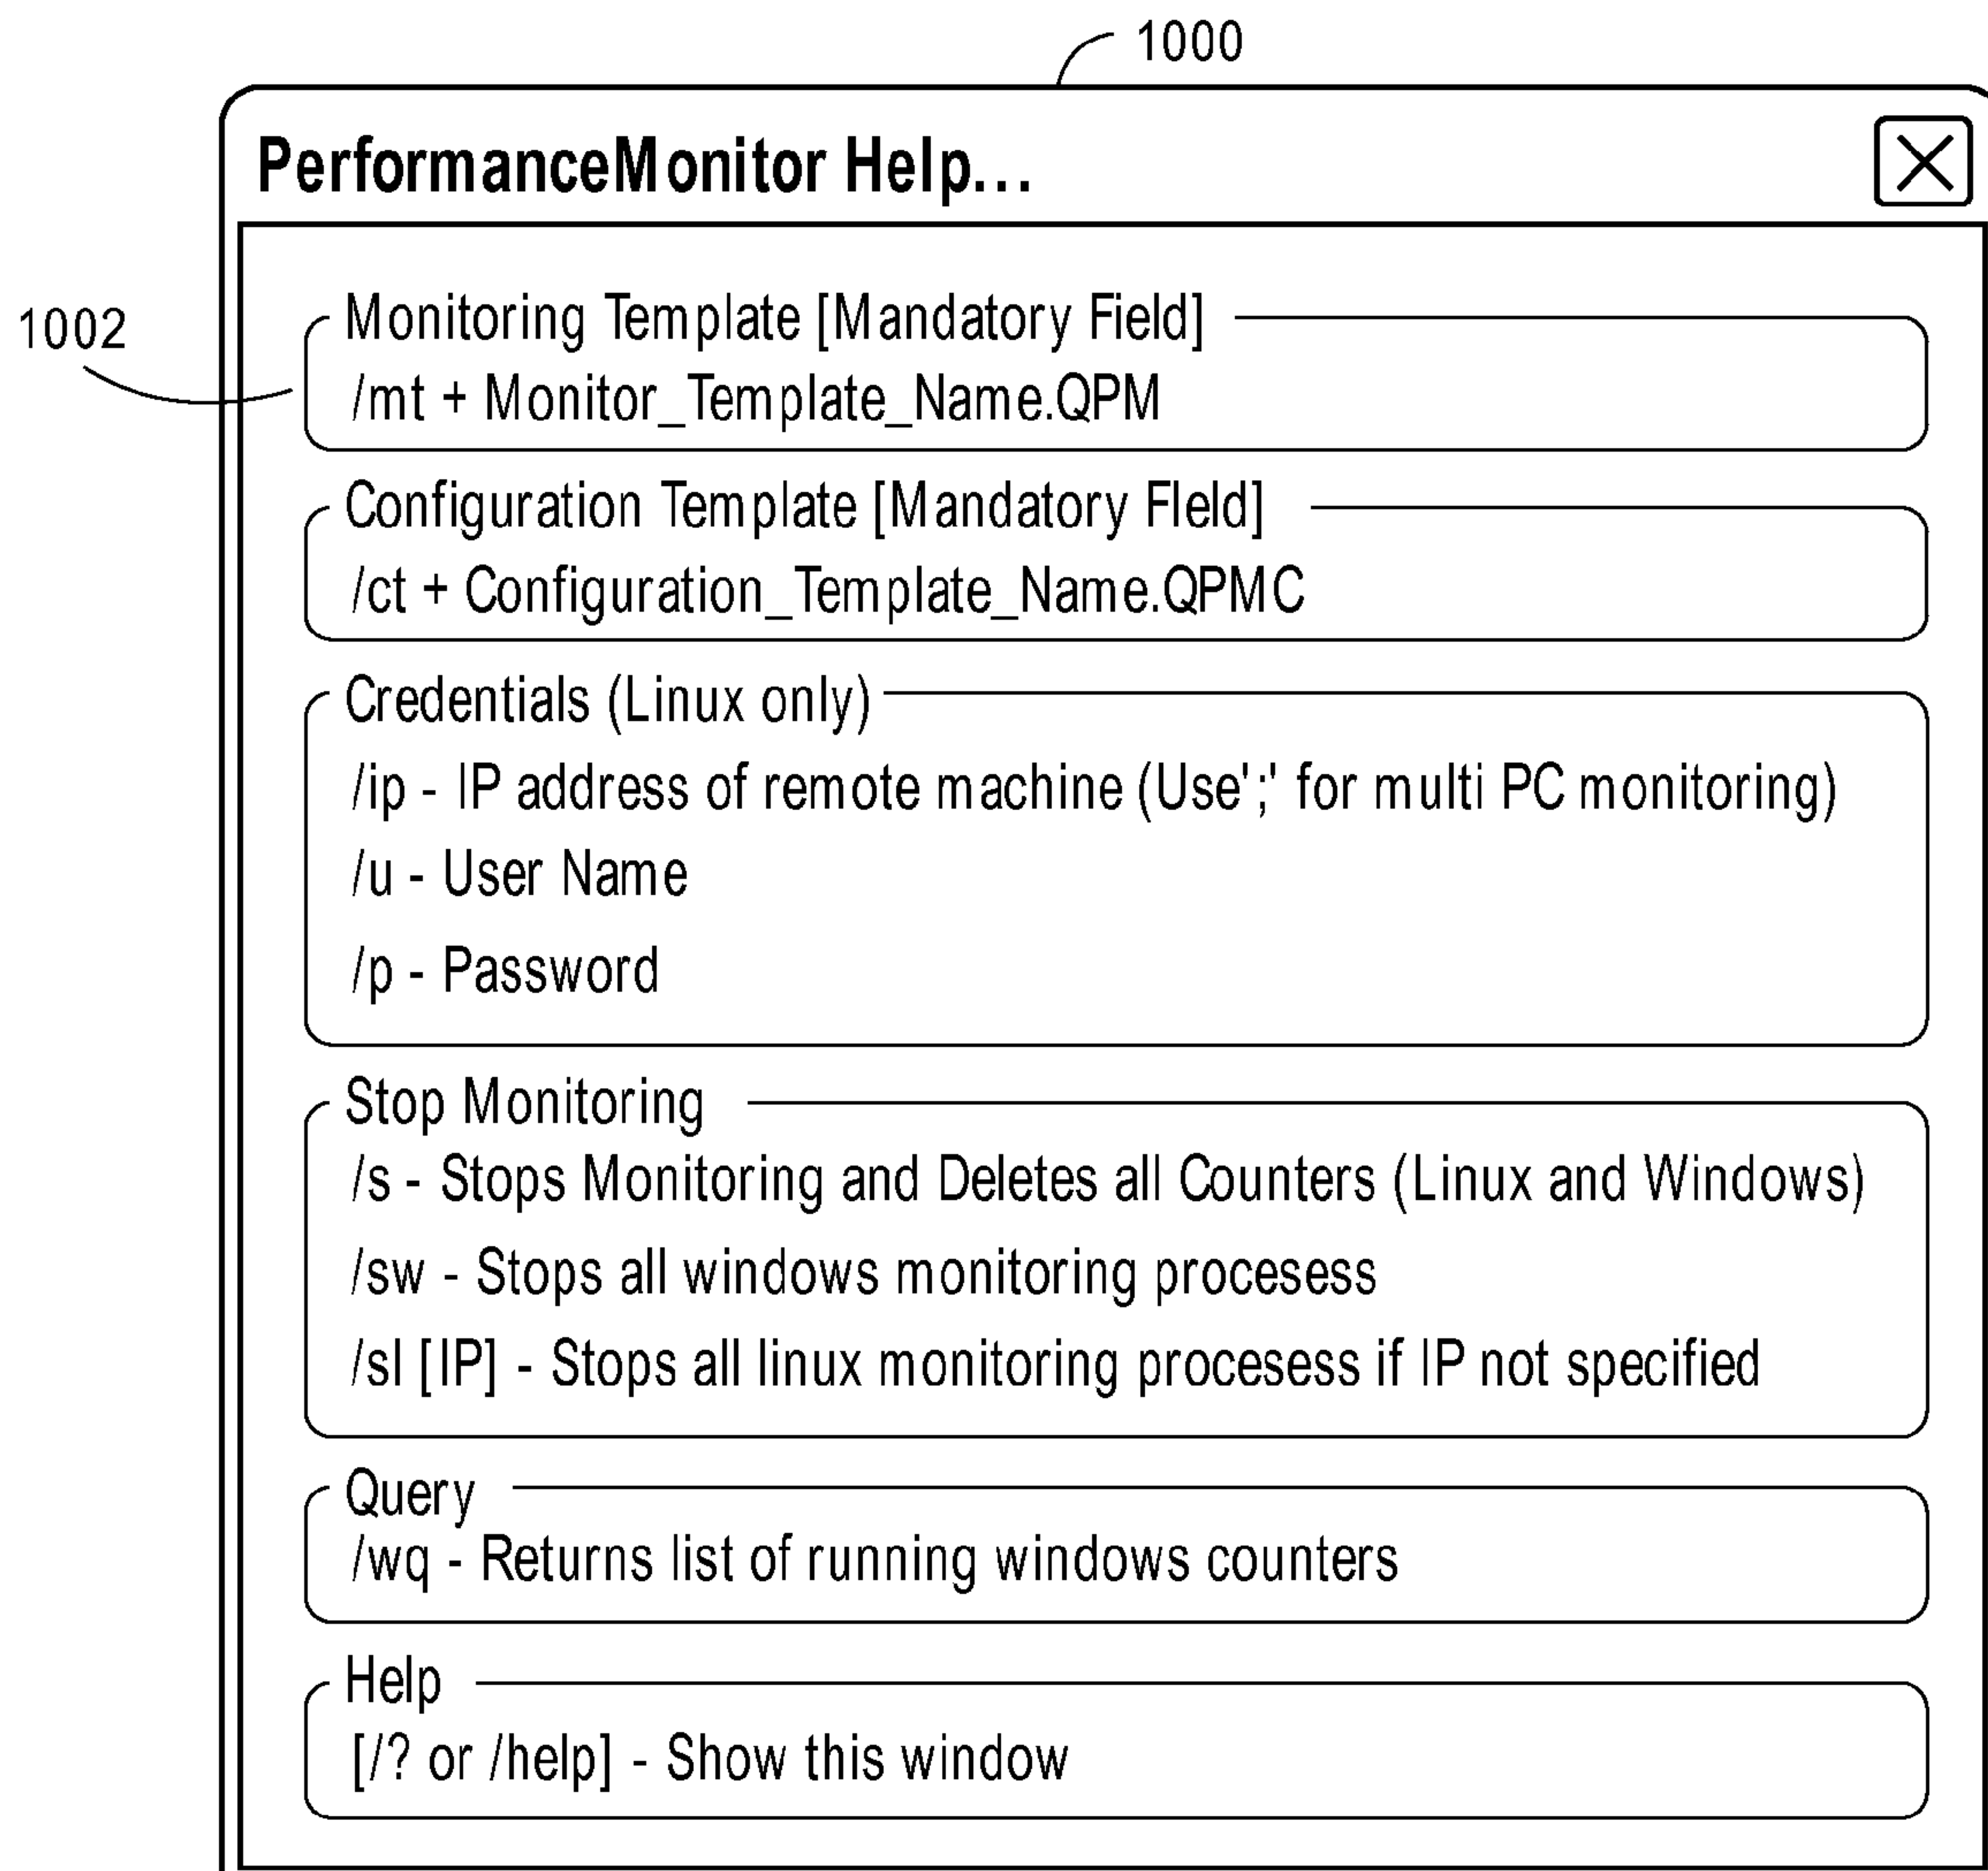 1000
PerformanceMonitor Help...
1002
Monitoring Template [Mandatory Field]
/mt + Monitor_Template_Name.QPM
Configuration Template [Mandatory FIeld]
/ct + Configuration_Template_Name.QPMC
Credentials (Linux only)
/ip - IP address of remote machine (Use';' for multi PC monitoring)
/u - User Name
/p - Password
Stop Monitoring
/s - Stops Monitoring and Deletes all Counters (Linux and Windows)
/sw - Stops all windows monitoring procesess
/sl [IP] - Stops all linux monitoring procesess if IP not specified
Query
/wq - Returns list of running windows counters
Help
[/? or /help] - Show this window